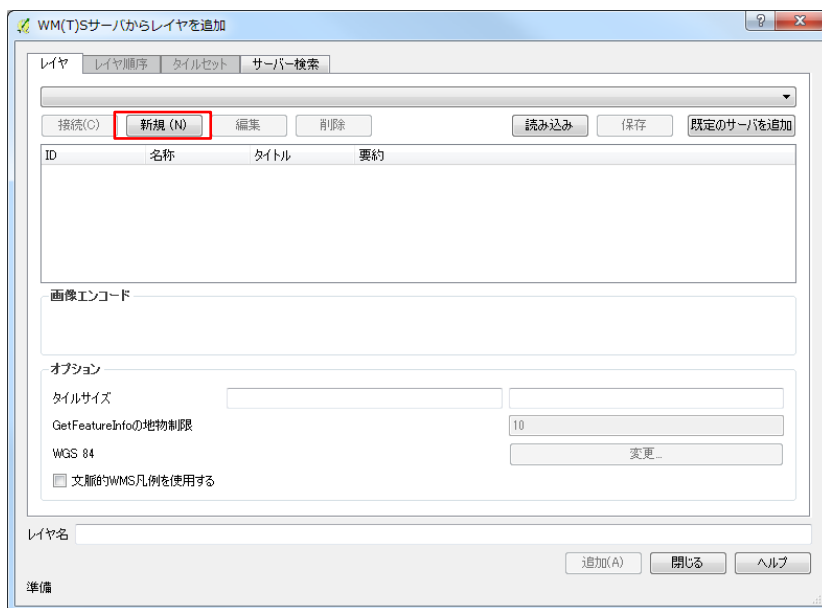 WM(T)Sサーバからレイヤを追加
レイヤ レイヤ順序 タイルセット サーバー検索
接続(C) 新規 (N) 編集 削除 読み込み 保存 既定のサーバを追加
ID 名称 タイトル 要約
画像エンコード
オプション
タイルサイズ
GetFeatureInfoの地物制限 10
WGS 84 変更...
文脈的WMS凡例を使用する
レイヤ名
追加(A) 閉じる ヘルプ
準備